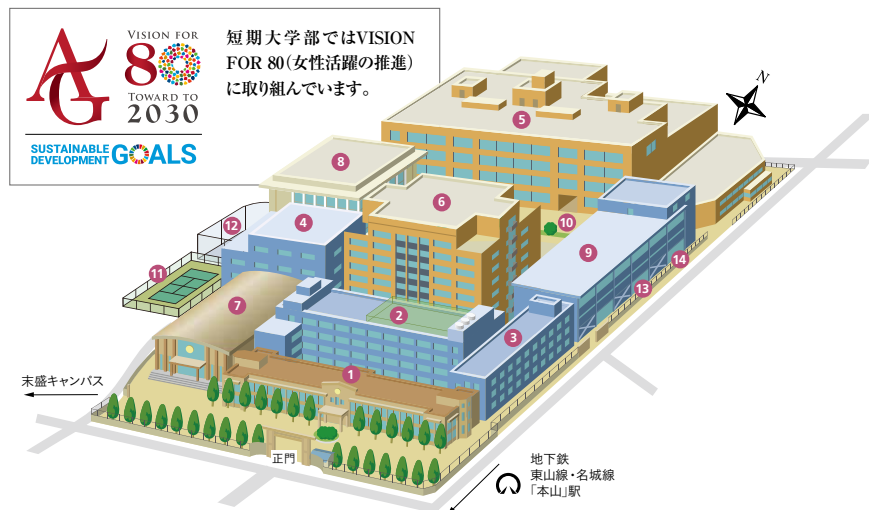 AG
VISION FOR
80
TOWARD TO
2030
SUSTAINABLE
DEVELOPMENT
GOALS
短期大学部ではVISION
FOR 80(女性活躍の推進)
に取り組んでいます。
N
5
8
6
12
4
10
9
14
11
13
7
2
3
1
末盛キャンパス
正門
地下鉄
東山線・名城線
「本山」駅